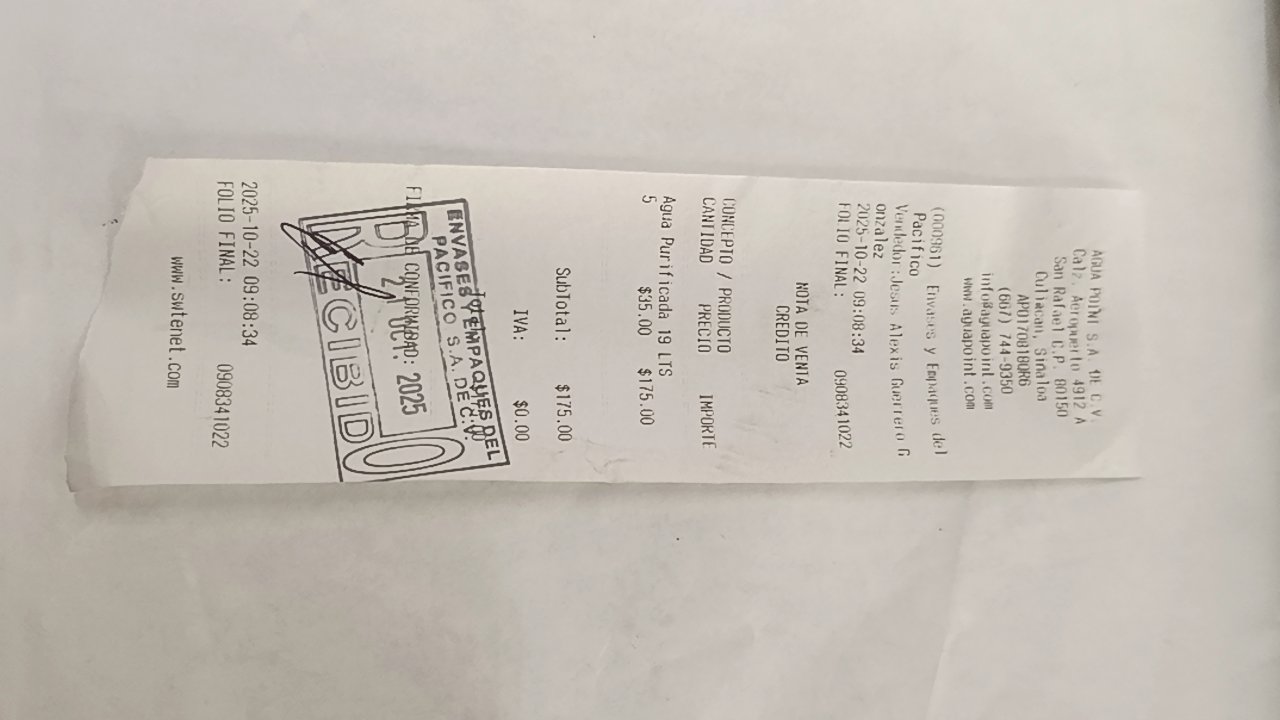 AGUA POINT S.A. DE C.V.
Calz. Aeropuerto 4912 A
San Rafael C.P. 80150
Culiacan, Sinaloa
APO170818QR6
(667) 744-9350
info@aguapoint.com
www.aguapoint.com
(000961) Envases y Empaques del
Pacifico
Vendedor:Jesus Alexis Guerrero G
onzalez
2025-10-22 09:08:34
FOLIO FINAL: 0908341022
NOTA DE VENTA
CREDITO
CONCEPTO / PRODUCTO
CANTIDAD PRECIO IMPORTE
Agua Purificada 19 LTS
5 $35.00 $175.00
SubTotal: $175.00
IVA: $0.00
Total:
ENVASES Y EMPAQUES DEL
PACIFICO S.A. DE C.V.
FIRMA DE CONFORMIDAD:
OCT. 2025
RECIBIDO
2025-10-22 09:08:34
FOLIO FINAL: 0908341022
www.swtenet.com